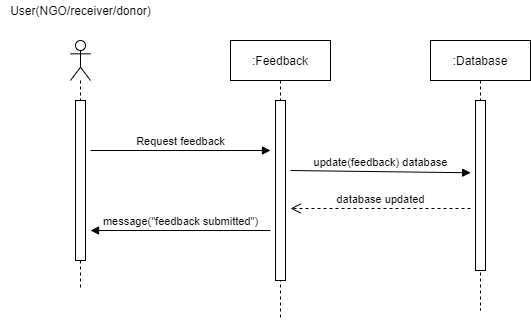 User(NGO/receiver/donor)
:Feedback
:Database
Request feedback
update(feedback) database
database updated
message("feedback submitted")